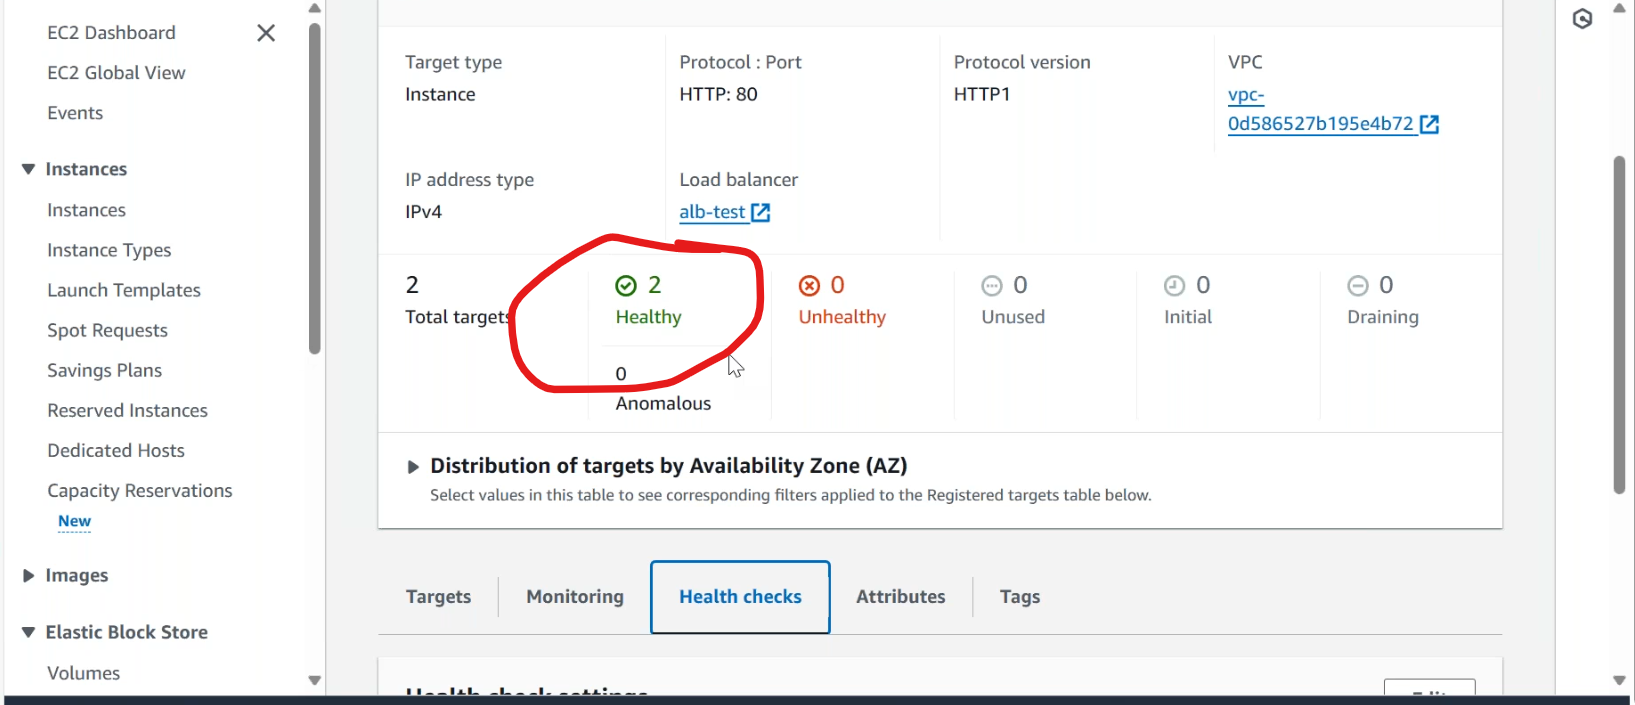 EC2 Dashboard
EC2 Global View
Events
Instances
Instances
Instance Types
Launch Templates
Spot Requests
Savings Plans
Reserved Instances
Dedicated Hosts
Capacity Reservations
New
Images
Elastic Block Store
Volumes
Target type
Instance
Protocol : Port
HTTP: 80
Protocol version
HTTP1
VPC
vpc-
0d586527b195e4b72
IP address type
IPv4
Load balancer
alb-test
2
Total targets
2
Healthy
0
Anomalous
0
Unhealthy
0
Unused
0
Initial
0
Draining
Distribution of targets by Availability Zone (AZ)
Select values in this table to see corresponding filters applied to the Registered targets table below.
Targets
Monitoring
Health checks
Attributes
Tags
Health check settings
Edit